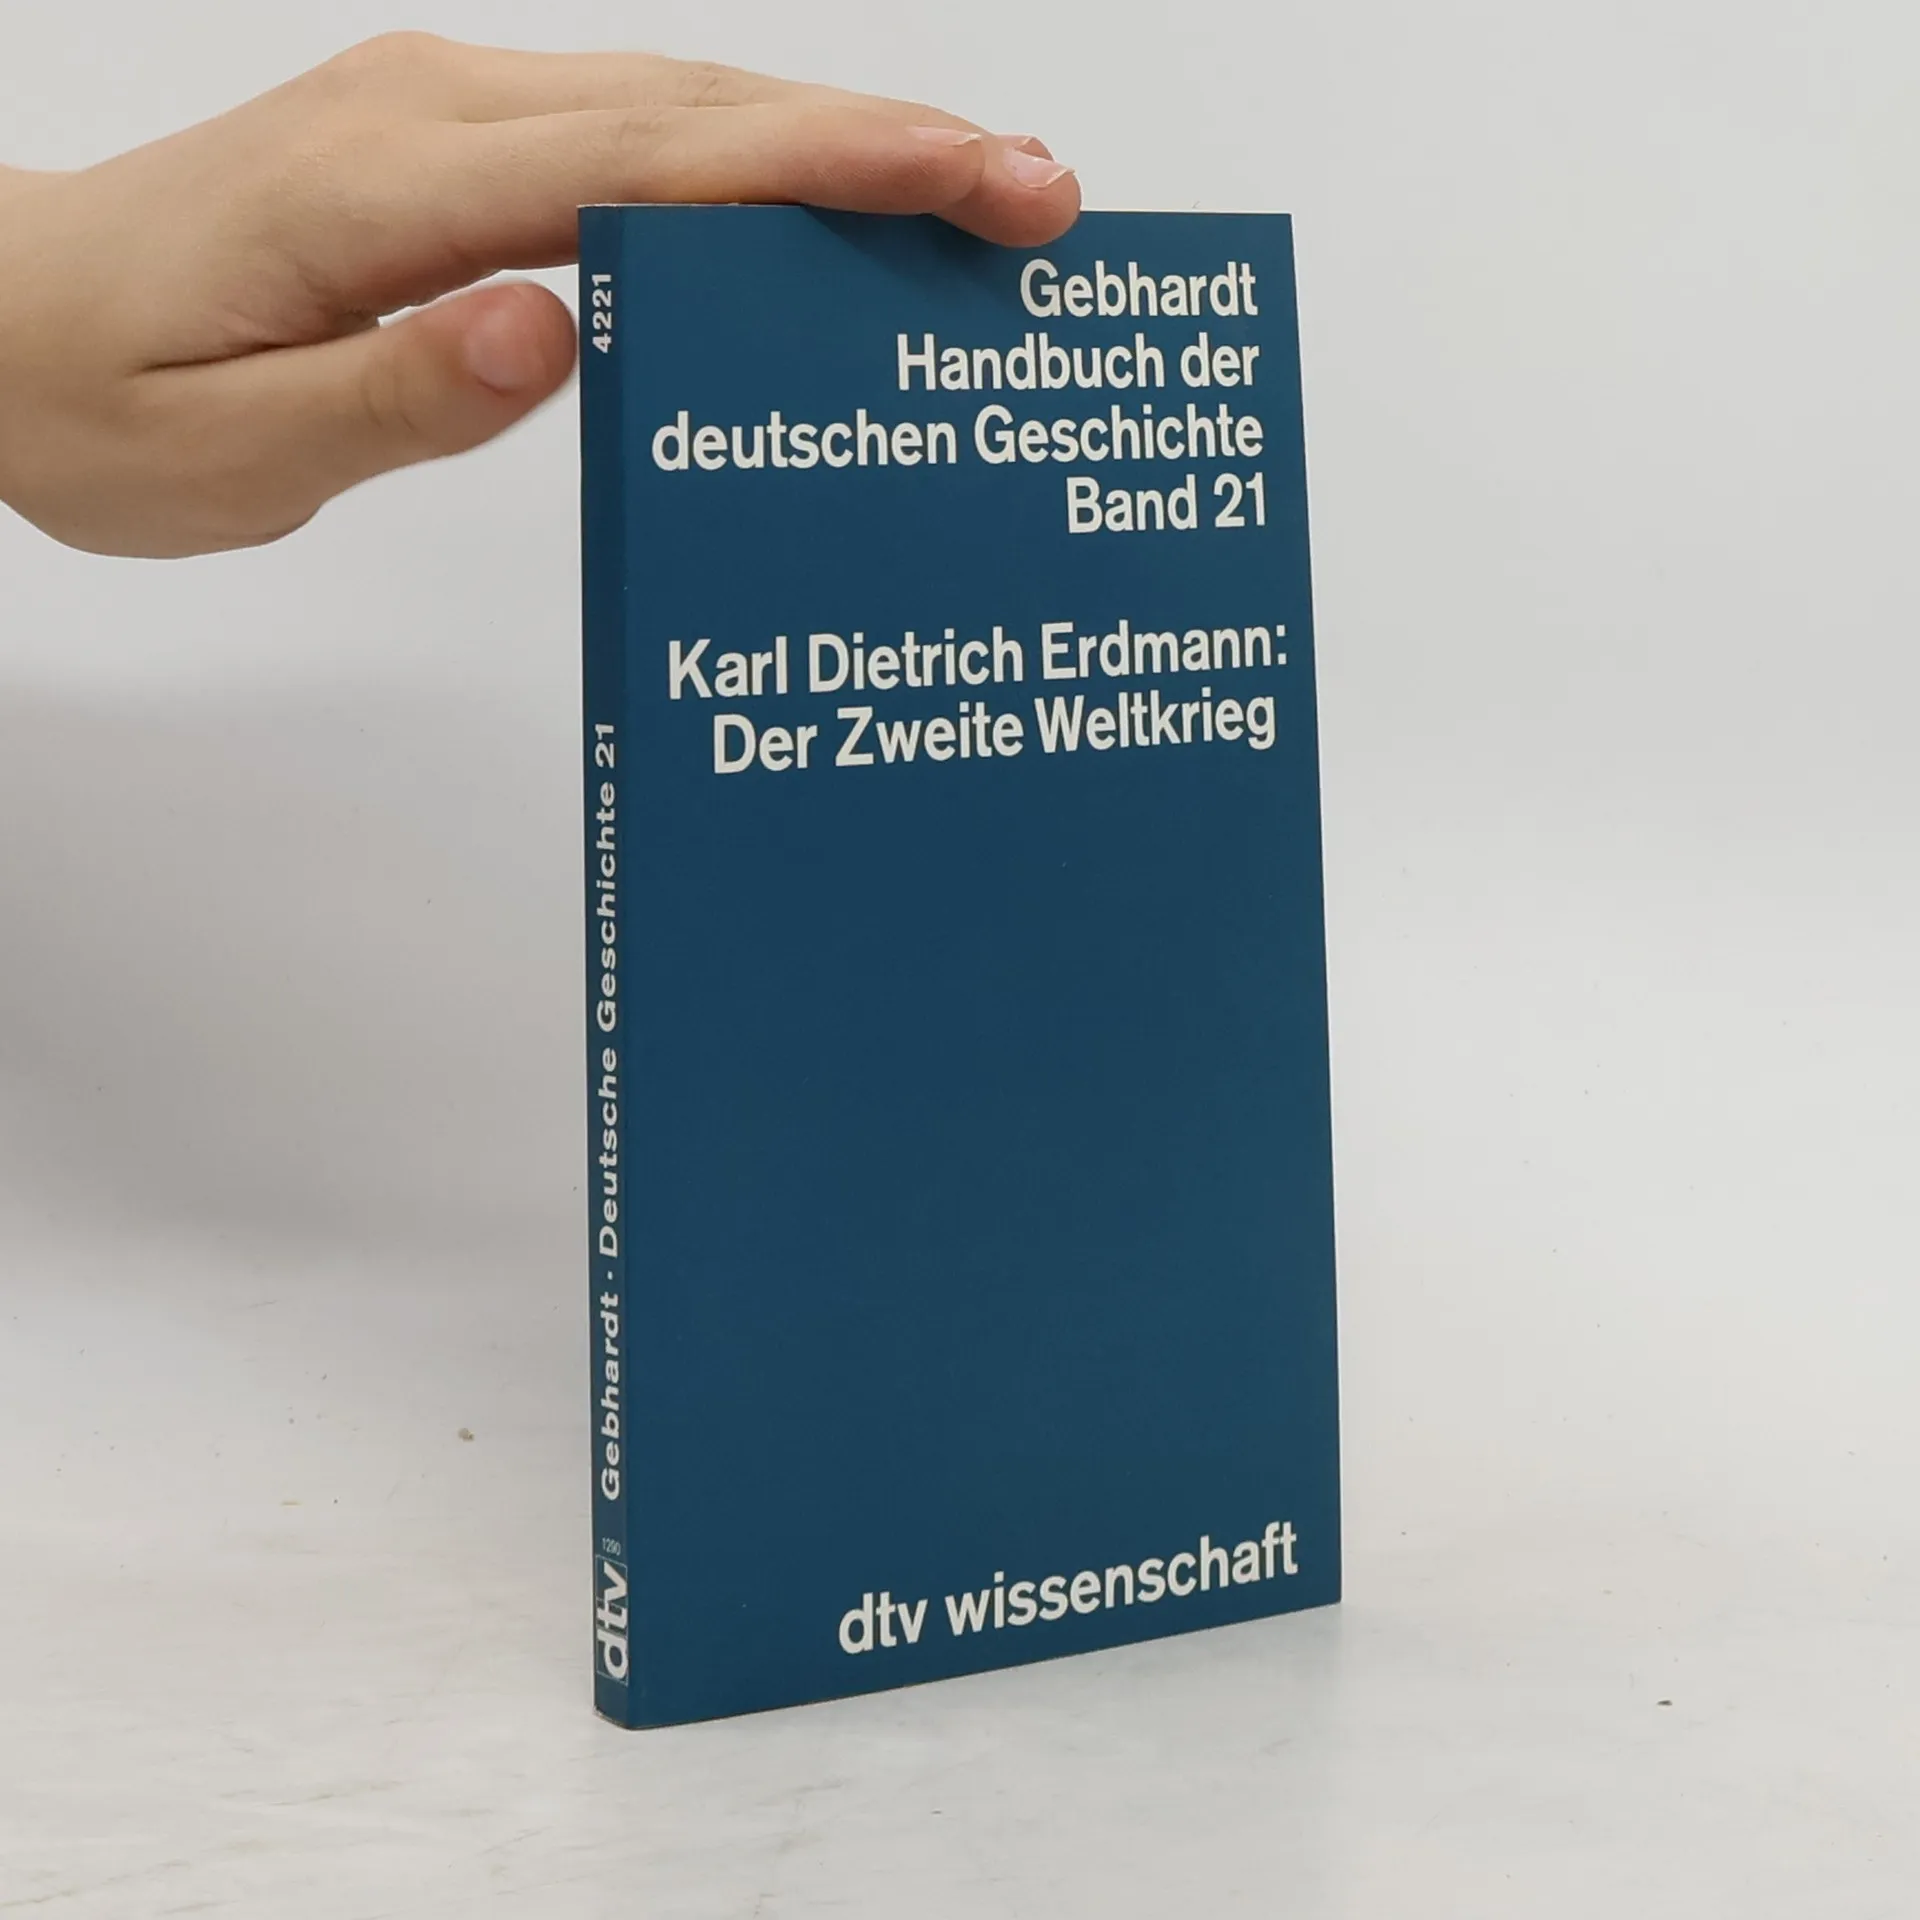 Gebhardt
Handbuch der
deutschen Geschichte
Band 21
Karl Dietrich Erdmann:
Der Zweite Weltkrieg
dtv wissenschaft
4221
Gebhardt · Deutsche Geschichte 21
1290
dtv